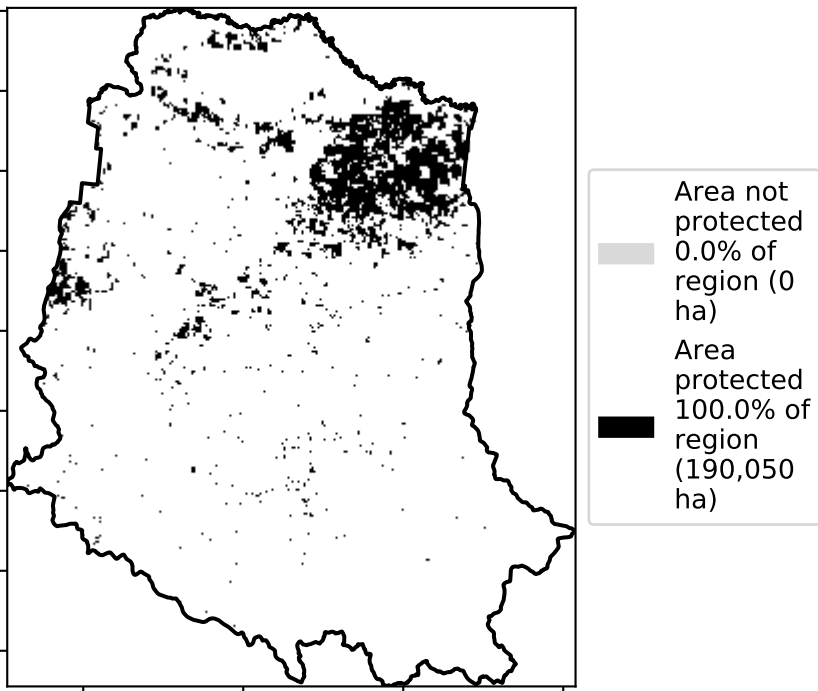 Area not
protected
0.0% of
region (0
ha)
Area
protected
100.0% of
region
(190,050
ha)